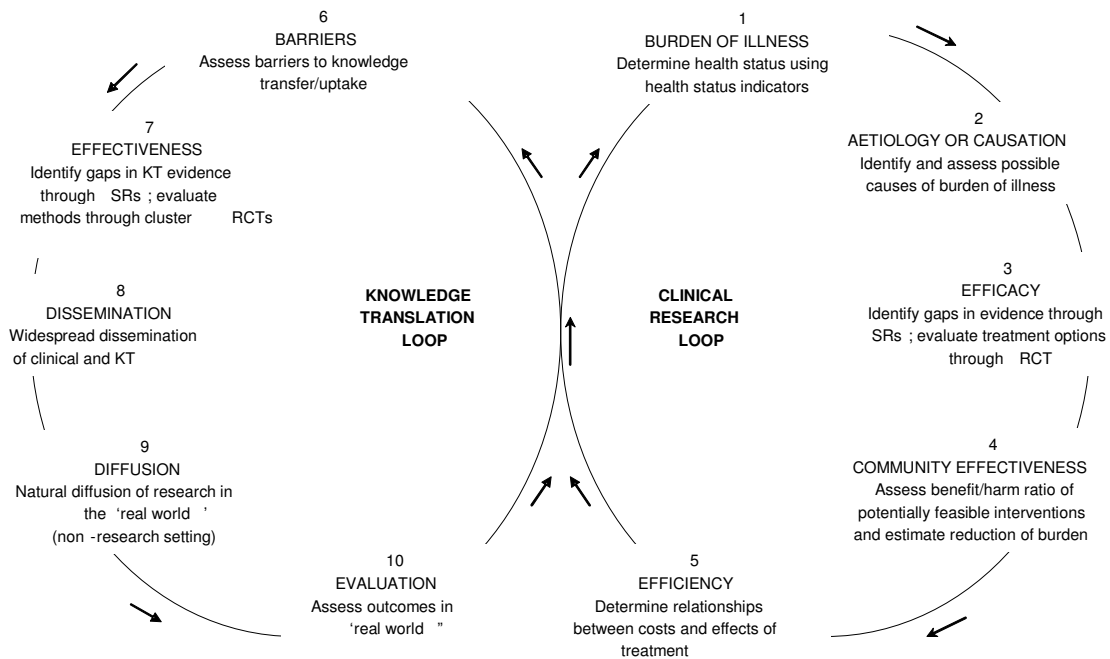 6
BARRIERS
Assess barriers to knowledge
transfer/uptake
1
BURDEN OF ILLNESS
Determine health status using
health status indicators
7
EFFECTIVENESS
Identify gaps in KT evidence
through SRs ; evaluate
methods through cluster RCTs
2
AETIOLOGY OR CAUSATION
Identify and assess possible
causes of burden of illness
8
DISSEMINATION
Widespread dissemination
of clinical and KT
KNOWLEDGE
TRANSLATION
LOOP
CLINICAL
RESEARCH
LOOP
3
EFFICACY
Identify gaps in evidence through
SRs ; evaluate treatment options
through RCT
9
DIFFUSION
Natural diffusion of research in
the ‘real world ’
(non -research setting)
4
COMMUNITY EFFECTIVENESS
Assess benefit/harm ratio of
potentially feasible interventions
and estimate reduction of burden
10
EVALUATION
Assess outcomes in
‘real world ”
5
EFFICIENCY
Determine relationships
between costs and effects of
treatment